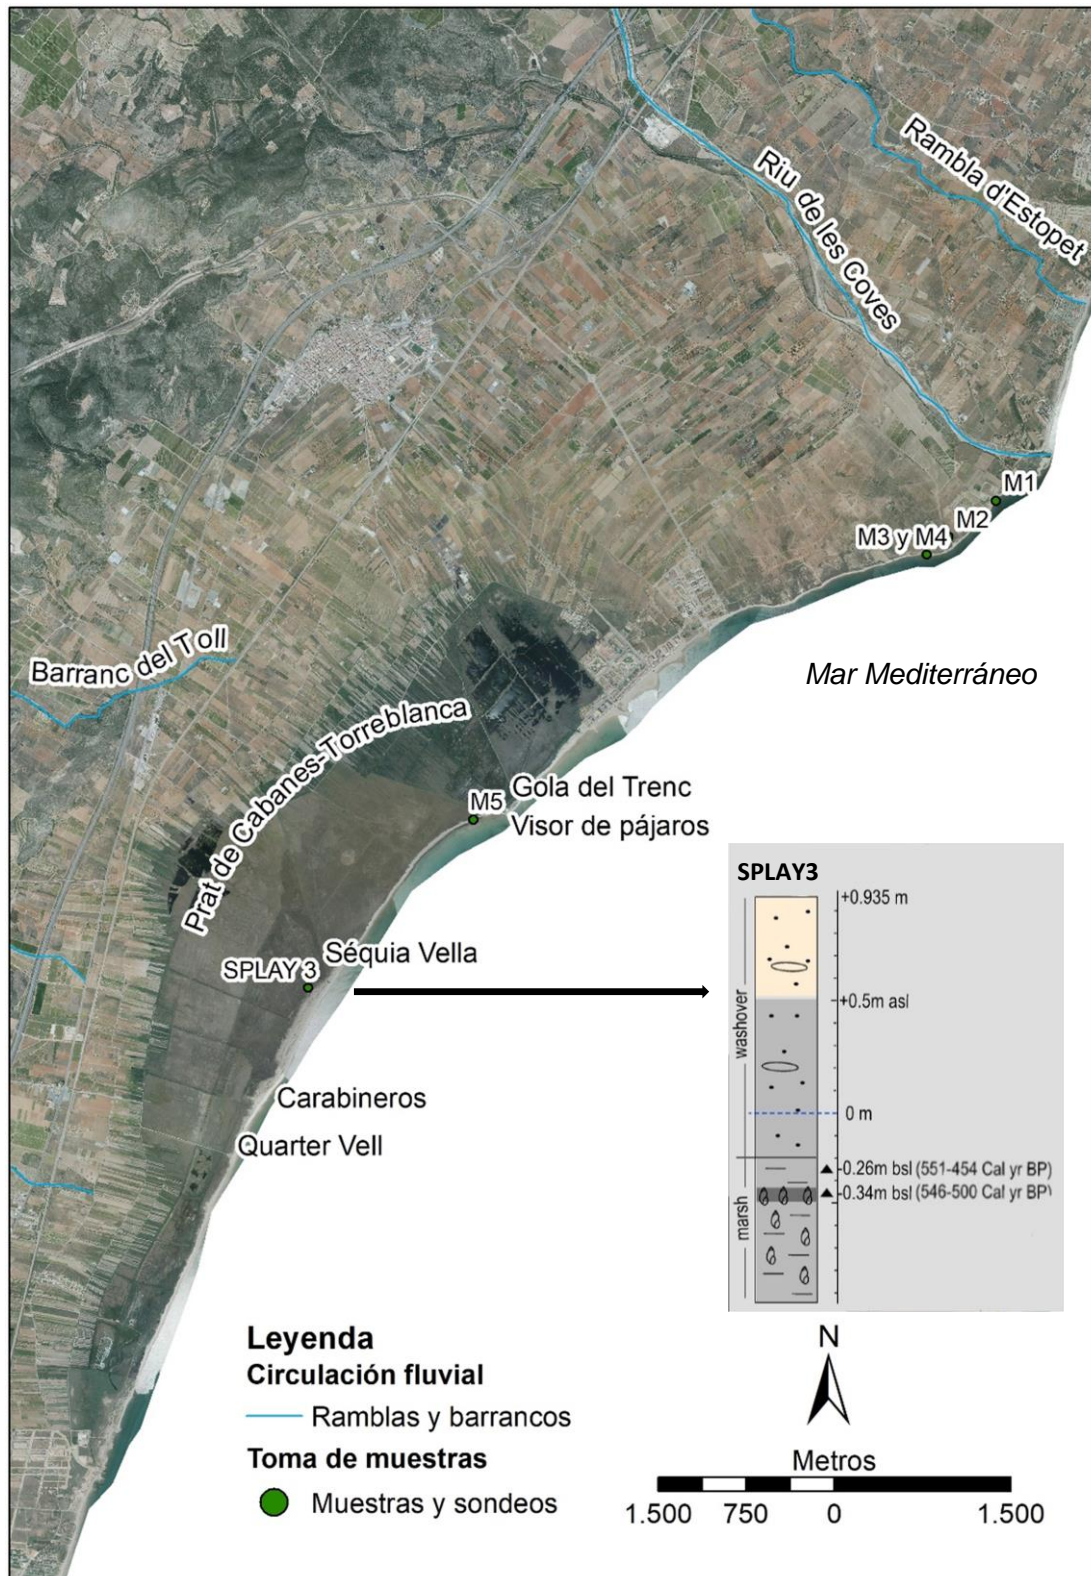 Rambla d'Estopet
Riu de les Coves
M1
M2
M3 y M4
Barranc del Toll
Mar Mediterráneo
Prat de Cabanes-Torreblanca
M5
Gola del Trenc
Visor de pájaros
SPLAY 3
Séquia Vella
Carabineros
Quarter Vell
SPLAY3
+0.935 m
washover
+0.5m asl
0 m
-0.26m bsl (551-454 Cal yr BP)
-0.34m bsl (546-500 Cal yr BP)
marsh
Leyenda
Circulación fluvial
Ramblas y barrancos
Toma de muestras
Muestras y sondeos
N
Metros
1.500 750 0 1.500